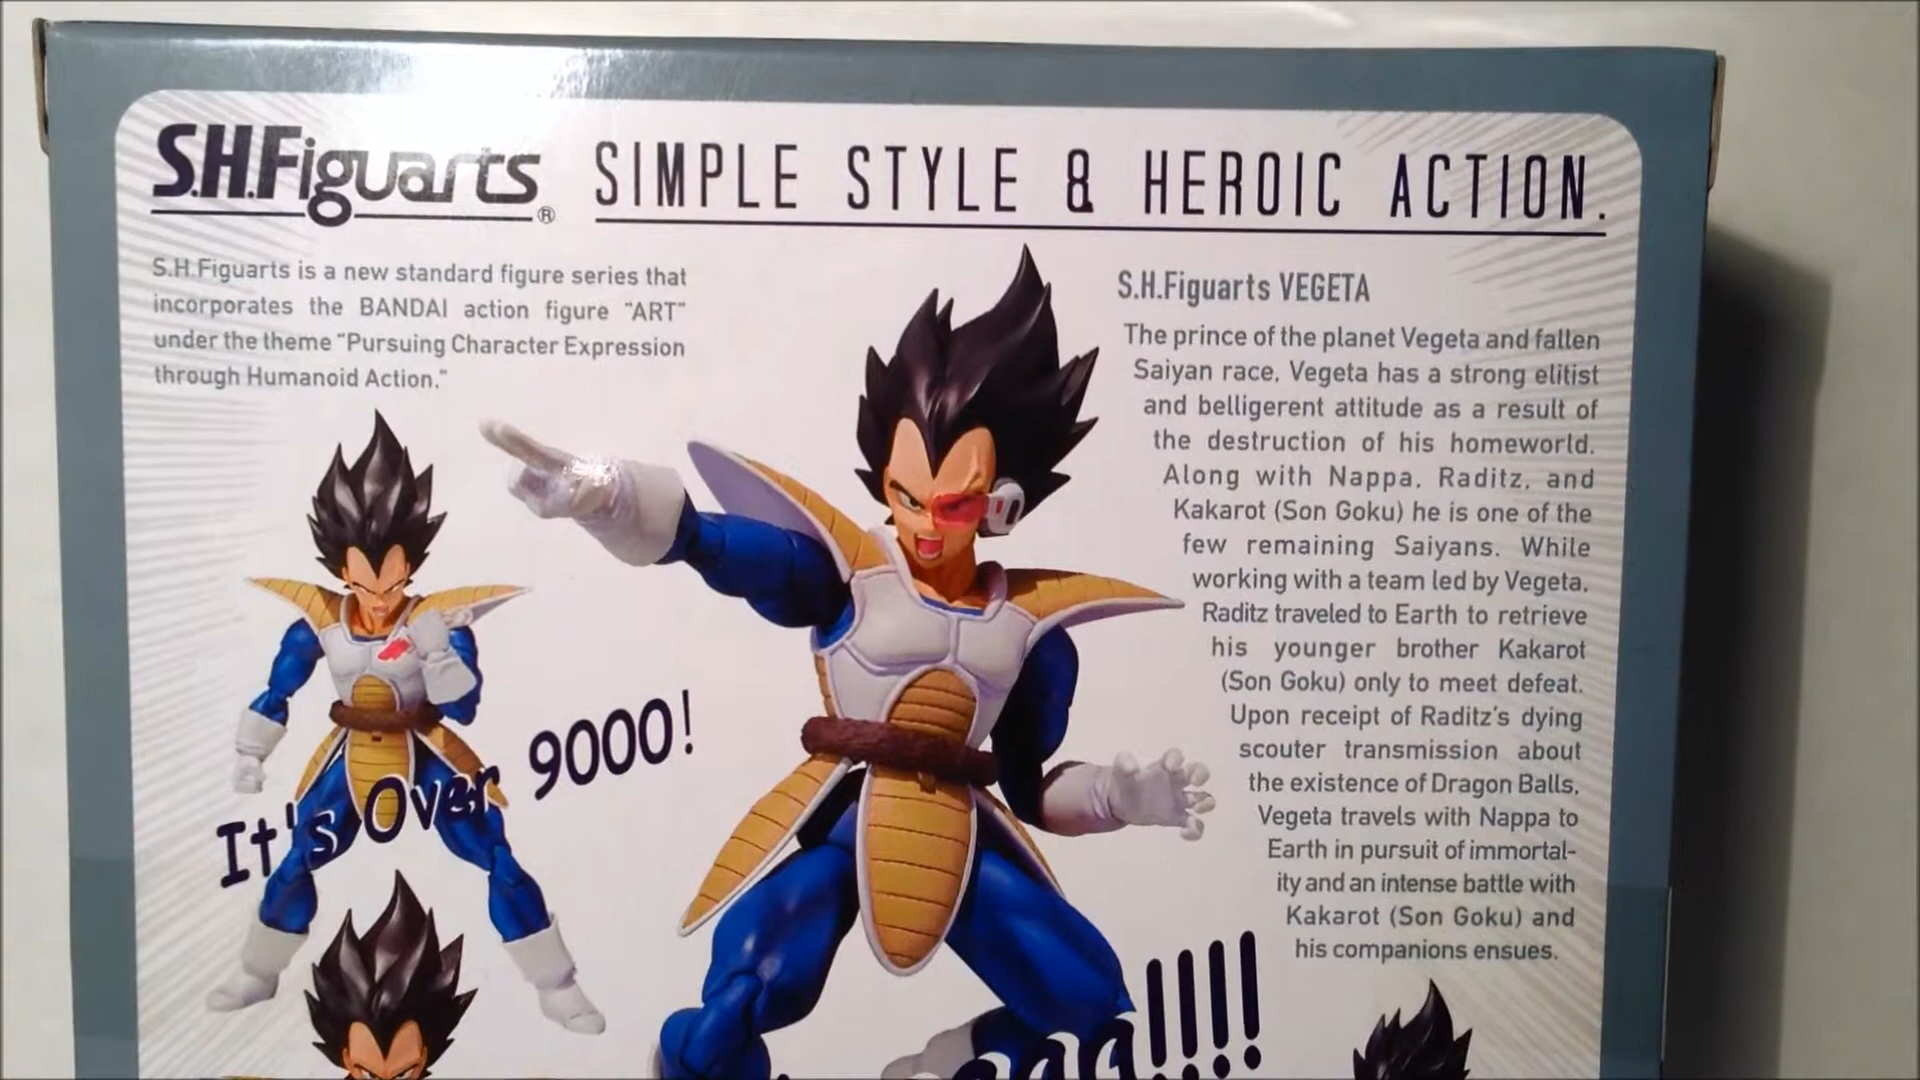 S.H.Figuarts® SIMPLE STYLE & HEROIC ACTION.
S.H.Figuarts is a new standard figure series that
incorporates the BANDAI action figure "ART"
under the theme "Pursuing Character Expression
through Humanoid Action."
S.H.Figuarts VEGETA
The prince of the planet Vegeta and fallen
Saiyan race, Vegeta has a strong elitist
and belligerent attitude as a result of
the destruction of his homeworld.
Along with Nappa, Raditz, and
Kakarot (Son Goku) he is one of the
few remaining Saiyans. While
working with a team led by Vegeta,
Raditz traveled to Earth to retrieve
his younger brother Kakarot
(Son Goku) only to meet defeat.
Upon receipt of Raditz's dying
scouter transmission about
the existence of Dragon Balls,
Vegeta travels with Nappa to
Earth in pursuit of immortal-
ity and an intense battle with
Kakarot (Son Goku) and
his companions ensues.
It's Over 9000!